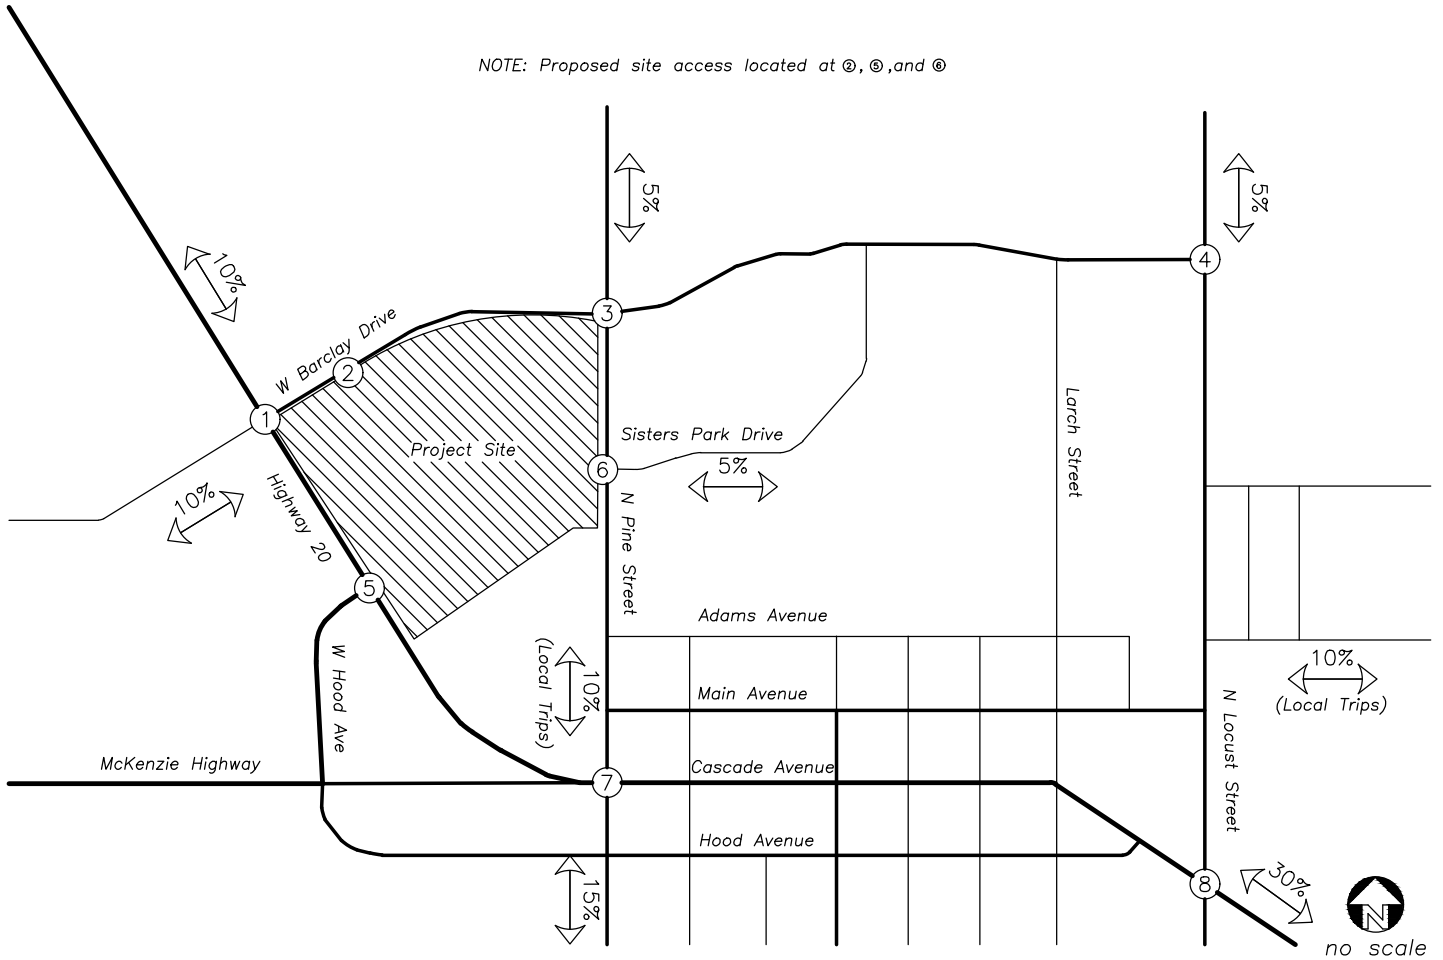 NOTE: Proposed site access located at ②, ⑤, and ⑥
5%
5%
10%
4
3
W Barclay Drive
2
1
Larch Street
Sisters Park Drive
Project Site
5%
6
10%
Highway 20
N Pine Street
5
Adams Avenue
W Hood Ave
10%
(Local Trips)
10%
(Local Trips)
Main Avenue
N Locust Street
McKenzie Highway
Cascade Avenue
7
Hood Avenue
15%
8
30%
N
no scale